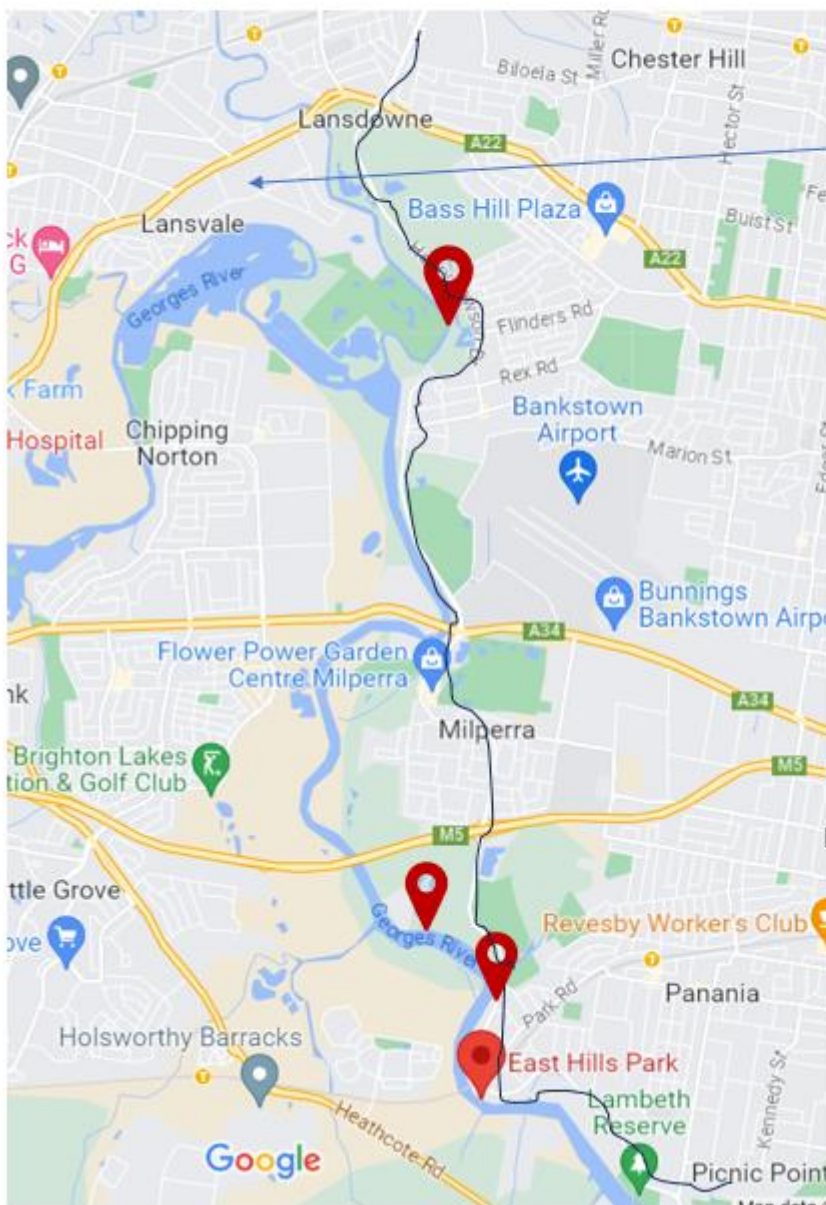 Miller Rd
Chester Hill
Biloela St
Hector St
Lansdowne
A22
Bass Hill Plaza
Lansvale
Buist St
A22
Georges River
Flinders Rd
Rex Rd
k Farm
Hospital
Chipping
Norton
Bankstown
Airport
Marion St
Bunnings
Bankstown Airpo
A34
Flower Power Garden
Centre Milperra
nk
A34
Milperra
Brighton Lakes
tion & Golf Club
M5
M5
ttle Grove
ove
Georges River
Revesby Worker's Club
Park Rd
Panania
Holsworthy Barracks
East Hills Park
Kennedy St
Heathcote Rd
Lambeth
Reserve
Google
Picnic Point